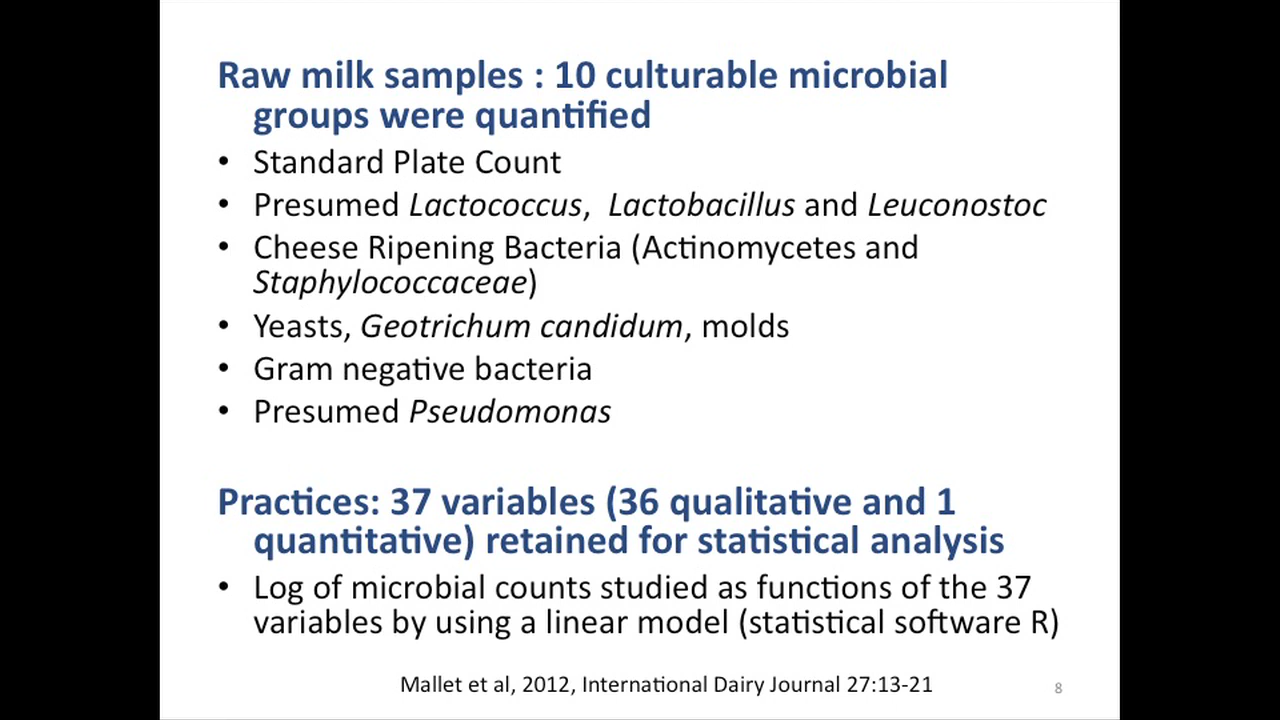 Raw milk samples : 10 culturable microbial
groups were quantified
• Standard Plate Count
• Presumed Lactococcus, Lactobacillus and Leuconostoc
• Cheese Ripening Bacteria (Actinomycetes and
Staphylococcaceae)
• Yeasts, Geotrichum candidum, molds
• Gram negative bacteria
• Presumed Pseudomonas
Practices: 37 variables (36 qualitative and 1
quantitative) retained for statistical analysis
• Log of microbial counts studied as functions of the 37
variables by using a linear model (statistical software R)
Mallet et al, 2012, International Dairy Journal 27:13-21
8